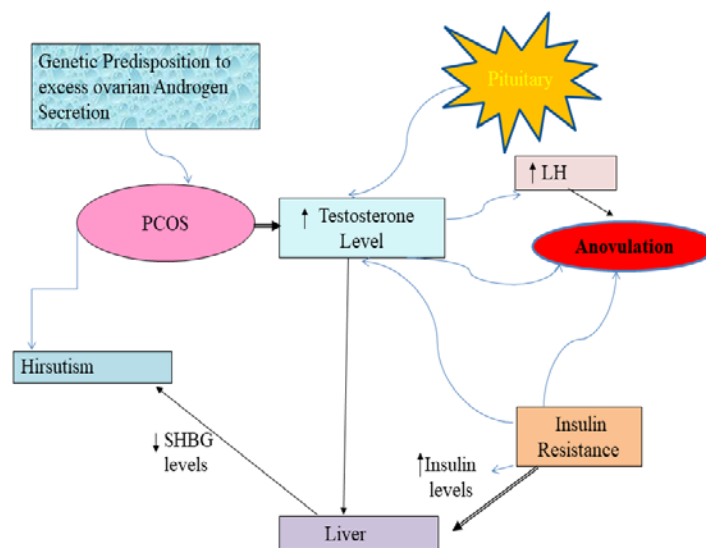 Genetic Predisposition to
excess ovarian Androgen
Secretion
Pituitary
↑ LH
PCOS
↑ Testosterone
Level
Anovulation
Hirsutism
↓ SHBG
levels
↑Insulin
levels
Insulin
Resistance
Liver